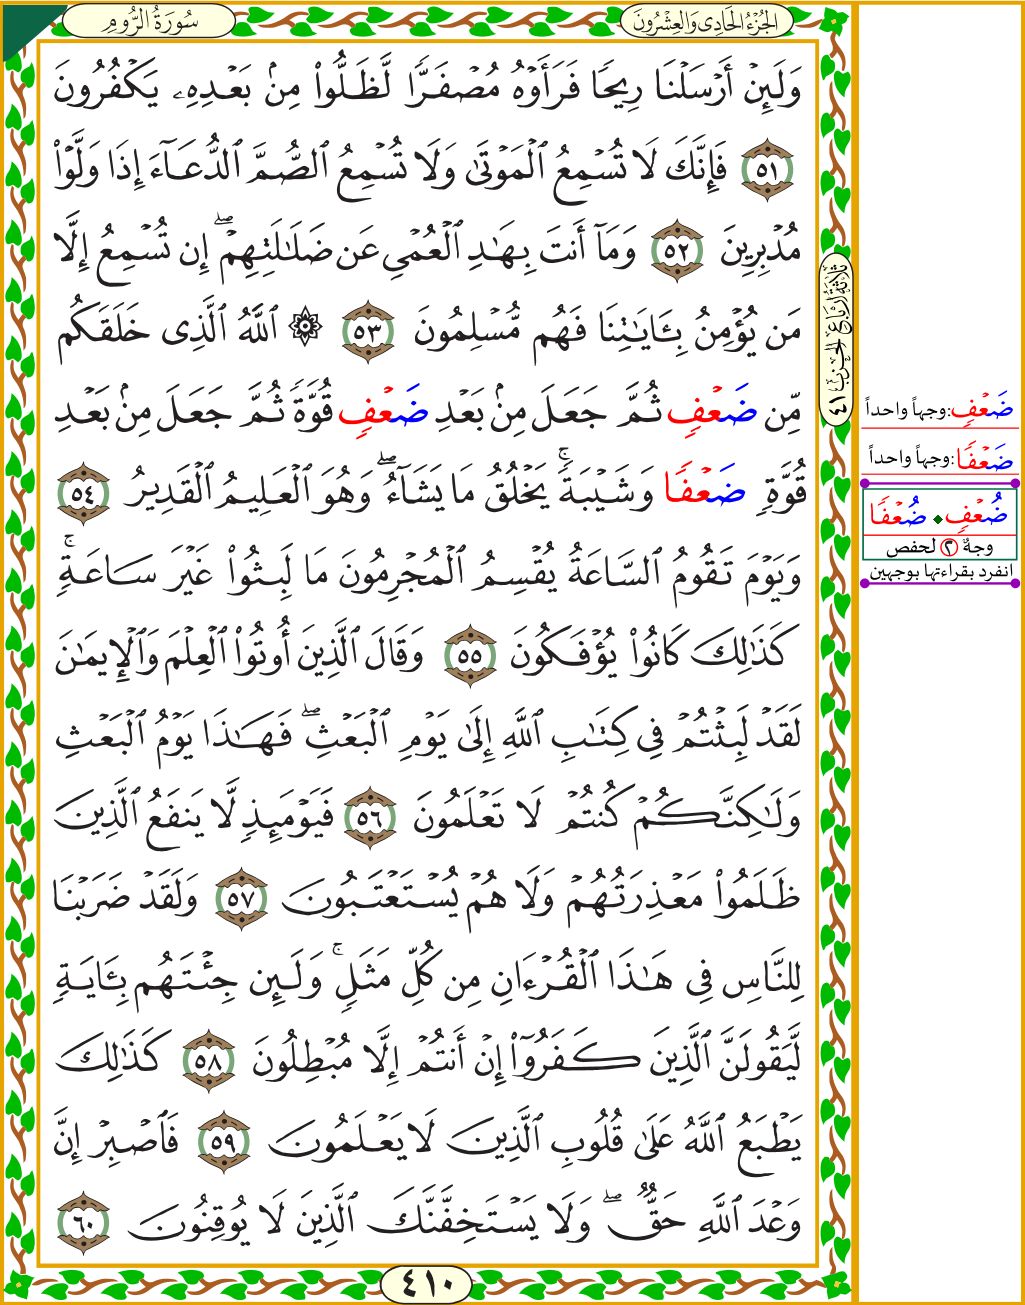 سُورَةُ الرُّومِ
الجُزْءُ الحَادِى وَالعِشْرُونَ
وَلَئِنْ أَرْسَلْنَا رِيحًا فَرَأَوْهُ مُصْفَرًّا لَّظَلُّوا۟ مِنۢ بَعْدِهِۦ يَكْفُرُونَ
٥١ فَإِنَّكَ لَا تُسْمِعُ ٱلْمَوْتَىٰ وَلَا تُسْمِعُ ٱلصُّمَّ ٱلدُّعَآءَ إِذَا وَلَّوْا۟
مُدْبِرِينَ ٥٢ وَمَآ أَنتَ بِهَٰدِ ٱلْعُمْىِ عَن ضَلَٰلَتِهِمْ ۖ إِن تُسْمِعُ إِلَّا
مَن يُؤْمِنُ بِـَٔايَٰتِنَا فَهُم مُّسْلِمُونَ ٥٣ ۞ ٱللَّهُ ٱلَّذِى خَلَقَكُم
مِّن ضَعْفٍ ثُمَّ جَعَلَ مِنۢ بَعْدِ ضَعْفٍ قُوَّةً ثُمَّ جَعَلَ مِنۢ بَعْدِ
قُوَّةٍ ضَعْفًا وَشَيْبَةً ۚ يَخْلُقُ مَا يَشَآءُ ۖ وَهُوَ ٱلْعَلِيمُ ٱلْقَدِيرُ ٥٤
وَيَوْمَ تَقُومُ ٱلسَّاعَةُ يُقْسِمُ ٱلْمُجْرِمُونَ مَا لَبِثُوا۟ غَيْرَ سَاعَةٍ ۚ
كَذَٰلِكَ كَانُوا۟ يُؤْفَكُونَ ٥٥ وَقَالَ ٱلَّذِينَ أُوتُوا۟ ٱلْعِلْمَ وَٱلْإِيمَٰنَ
لَقَدْ لَبِثْتُمْ فِى كِتَٰبِ ٱللَّهِ إِلَىٰ يَوْمِ ٱلْبَعْثِ ۖ فَهَٰذَا يَوْمُ ٱلْبَعْثِ
وَلَٰكِنَّكُمْ كُنتُمْ لَا تَعْلَمُونَ ٥٦ فَيَوْمَئِذٍ لَّا يَنفَعُ ٱلَّذِينَ
ظَلَمُوا۟ مَعْذِرَتُهُمْ وَلَا هُمْ يُسْتَعْتَبُونَ ٥٧ وَلَقَدْ ضَرَبْنَا
لِلنَّاسِ فِى هَٰذَا ٱلْقُرْءَانِ مِن كُلِّ مَثَلٍ ۚ وَلَئِن جِئْتَهُم بِـَٔايَةٍ
لَّيَقُولَنَّ ٱلَّذِينَ كَفَرُوٓا۟ إِنْ أَنتُمْ إِلَّا مُبْطِلُونَ ٥٨ كَذَٰلِكَ
يَطْبَعُ ٱللَّهُ عَلَىٰ قُلُوبِ ٱلَّذِينَ لَا يَعْلَمُونَ ٥٩ فَٱصْبِرْ إِنَّ
وَعْدَ ٱللَّهِ حَقٌّ ۖ وَلَا يَسْتَخِفَّنَّكَ ٱلَّذِينَ لَا يُوقِنُونَ ٦٠
٤١٠
ثَلَاثَةُ أَرْبَاعِ الحِزْبِ ٤١
ضَعْفٍ: وجهاً واحداً
ضَعْفًا: وجهاً واحداً
ضُعْفٍ ♦ ضُعْفًا
وجهٌ ٢ لحفص
انفرد بقراءتها بوجهين